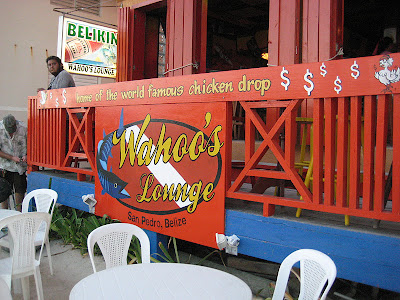 BELIKIN
WAHOO'S LOUNGE
$ $ home of the world famous chicken drop $ $ $ $ $
Wahoo's
Lounge
San Pedro, Belize